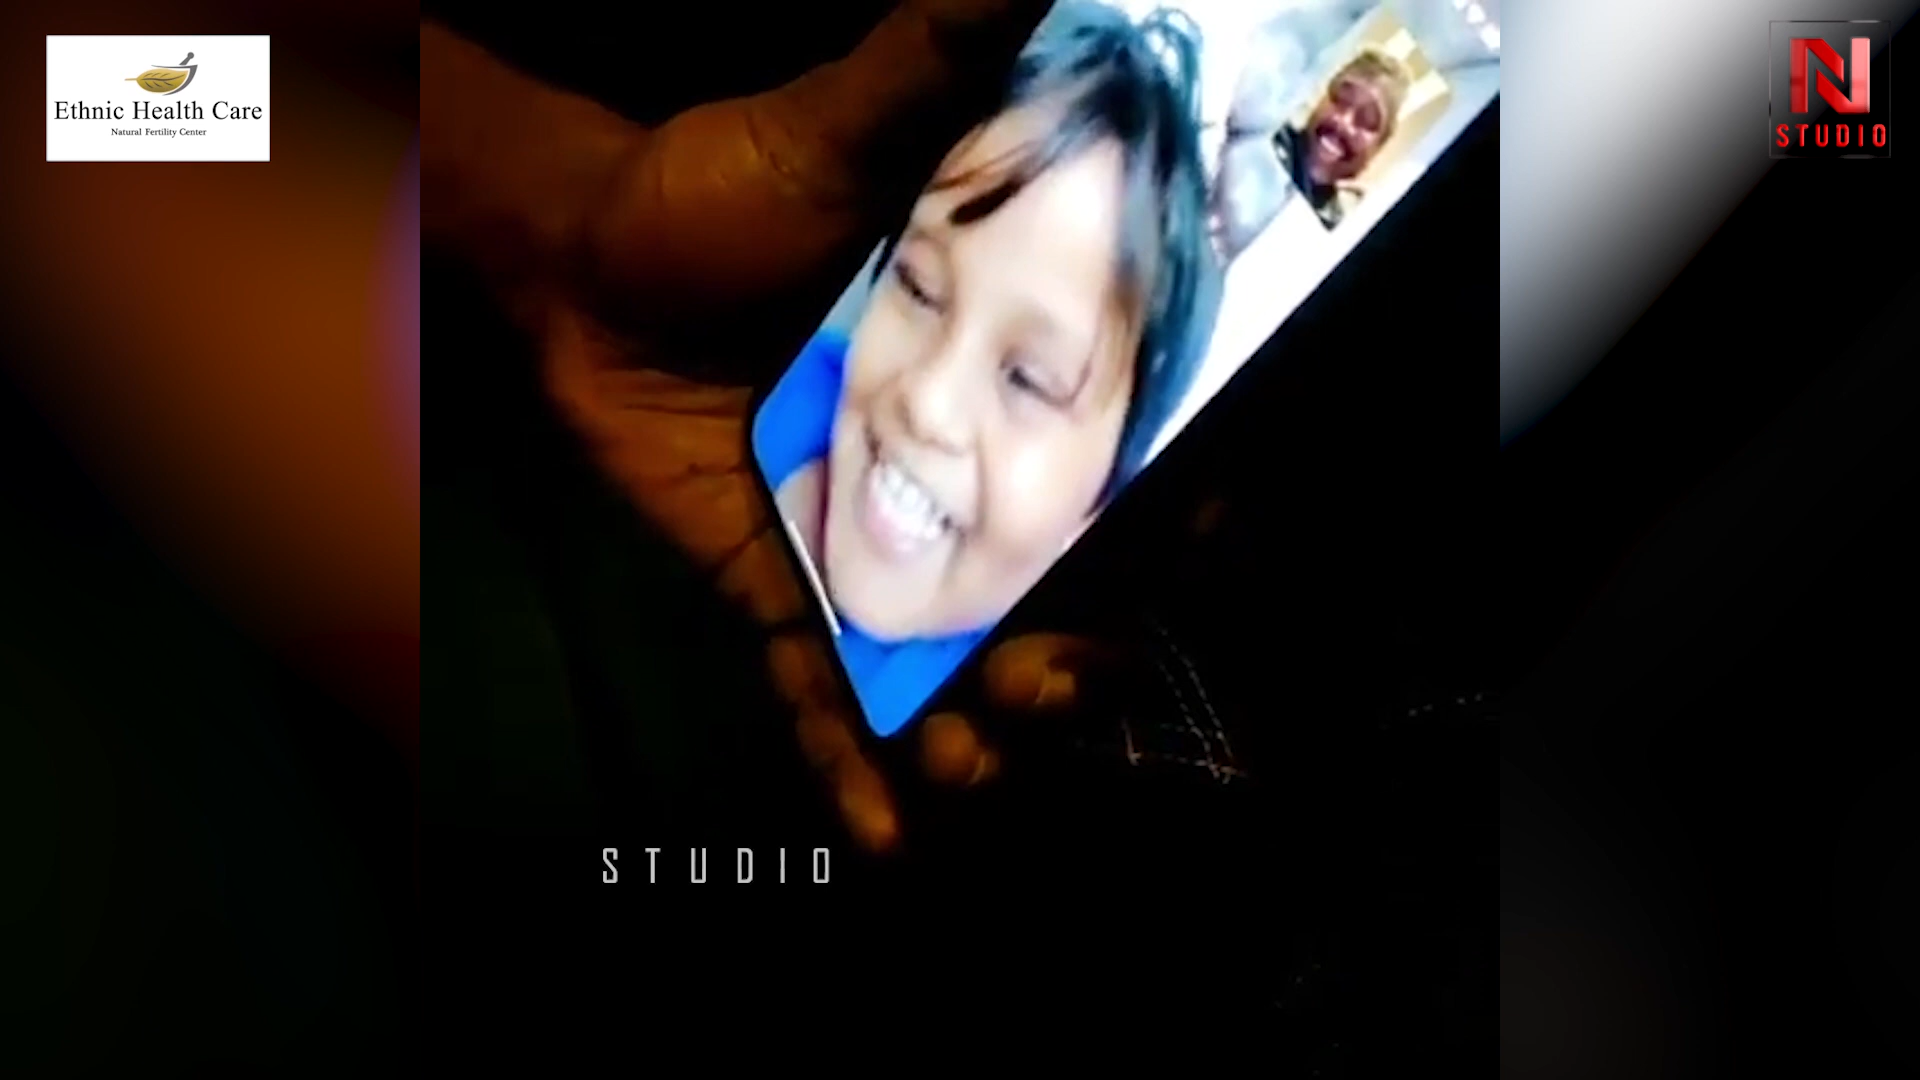 Ethnic Health Care
Natural Fertility Center
N
STUDIO
STUDIO